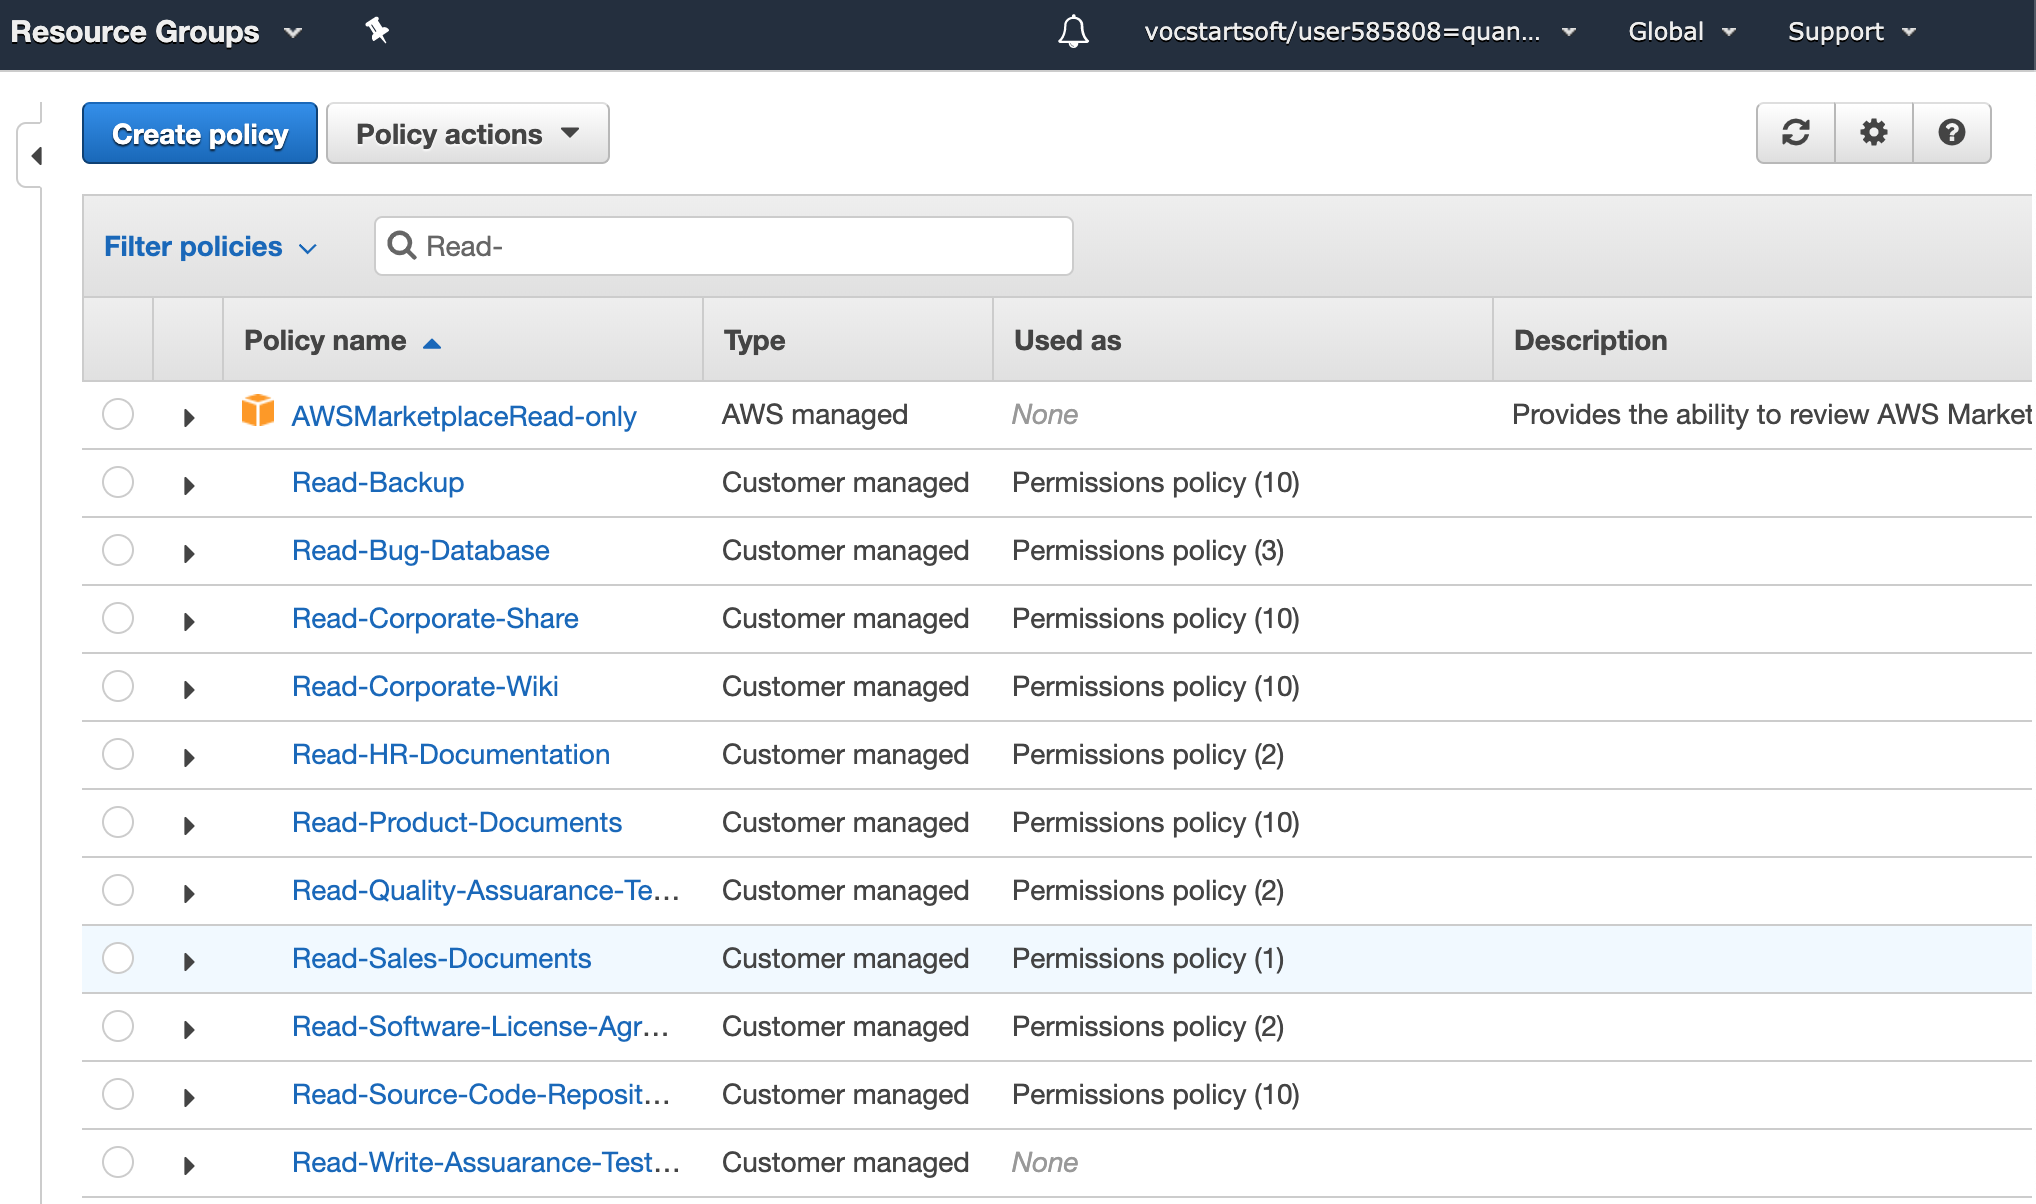 Resource Groups vocstartsoft/user585808=quan... Global Support
Create policy Policy actions
Filter policies Read-
Policy name Type Used as Description
AWSMarketplaceRead-only AWS managed None Provides the ability to review AWS Market
Read-Backup Customer managed Permissions policy (10)
Read-Bug-Database Customer managed Permissions policy (3)
Read-Corporate-Share Customer managed Permissions policy (10)
Read-Corporate-Wiki Customer managed Permissions policy (10)
Read-HR-Documentation Customer managed Permissions policy (2)
Read-Product-Documents Customer managed Permissions policy (10)
Read-Quality-Assuarance-Te... Customer managed Permissions policy (2)
Read-Sales-Documents Customer managed Permissions policy (1)
Read-Software-License-Agr... Customer managed Permissions policy (2)
Read-Source-Code-Reposit... Customer managed Permissions policy (10)
Read-Write-Assuarance-Test... Customer managed None